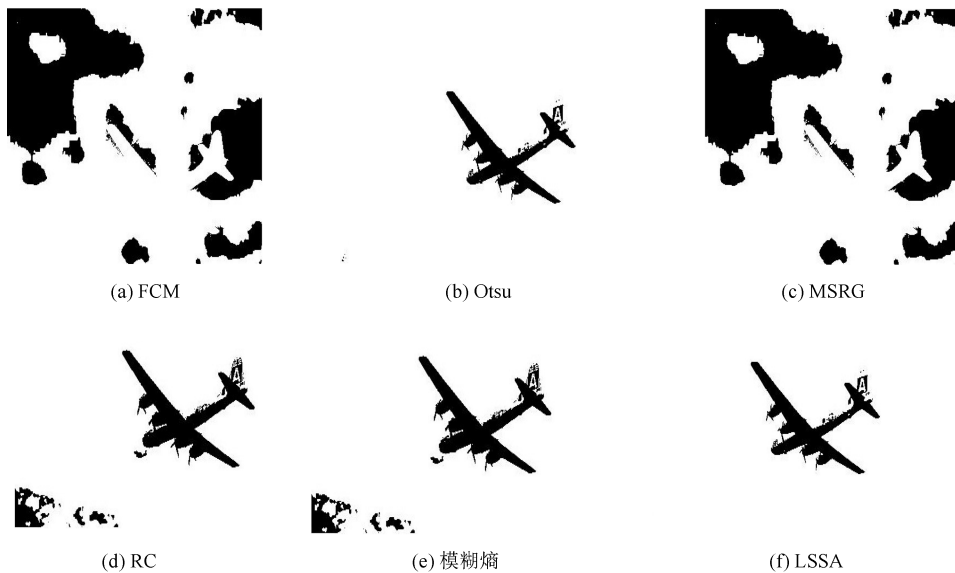 A
(a) FCM
(b) Otsu
(c) MSRG
A
A
A
(d) RC
(e) 模糊熵
(f) LSSA